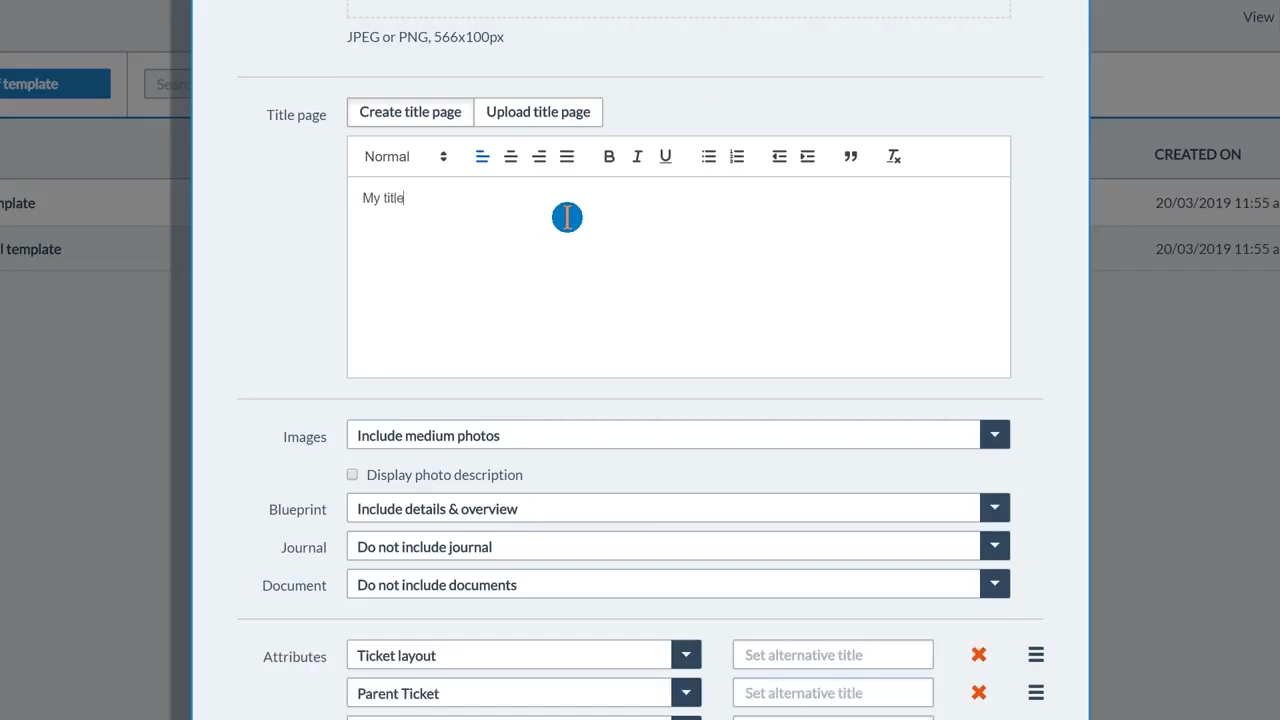 View
JPEG or PNG, 566x100px
template
Sear
Title page Create title page Upload title page
Normal
CREATED ON
My title
nplate 20/03/2019 11:55 a
l template 20/03/2019 11:55 a
Images Include medium photos
Display photo description
Blueprint Include details & overview
Journal Do not include journal
Document Do not include documents
Attributes Ticket layout Set alternative title
Parent Ticket Set alternative title